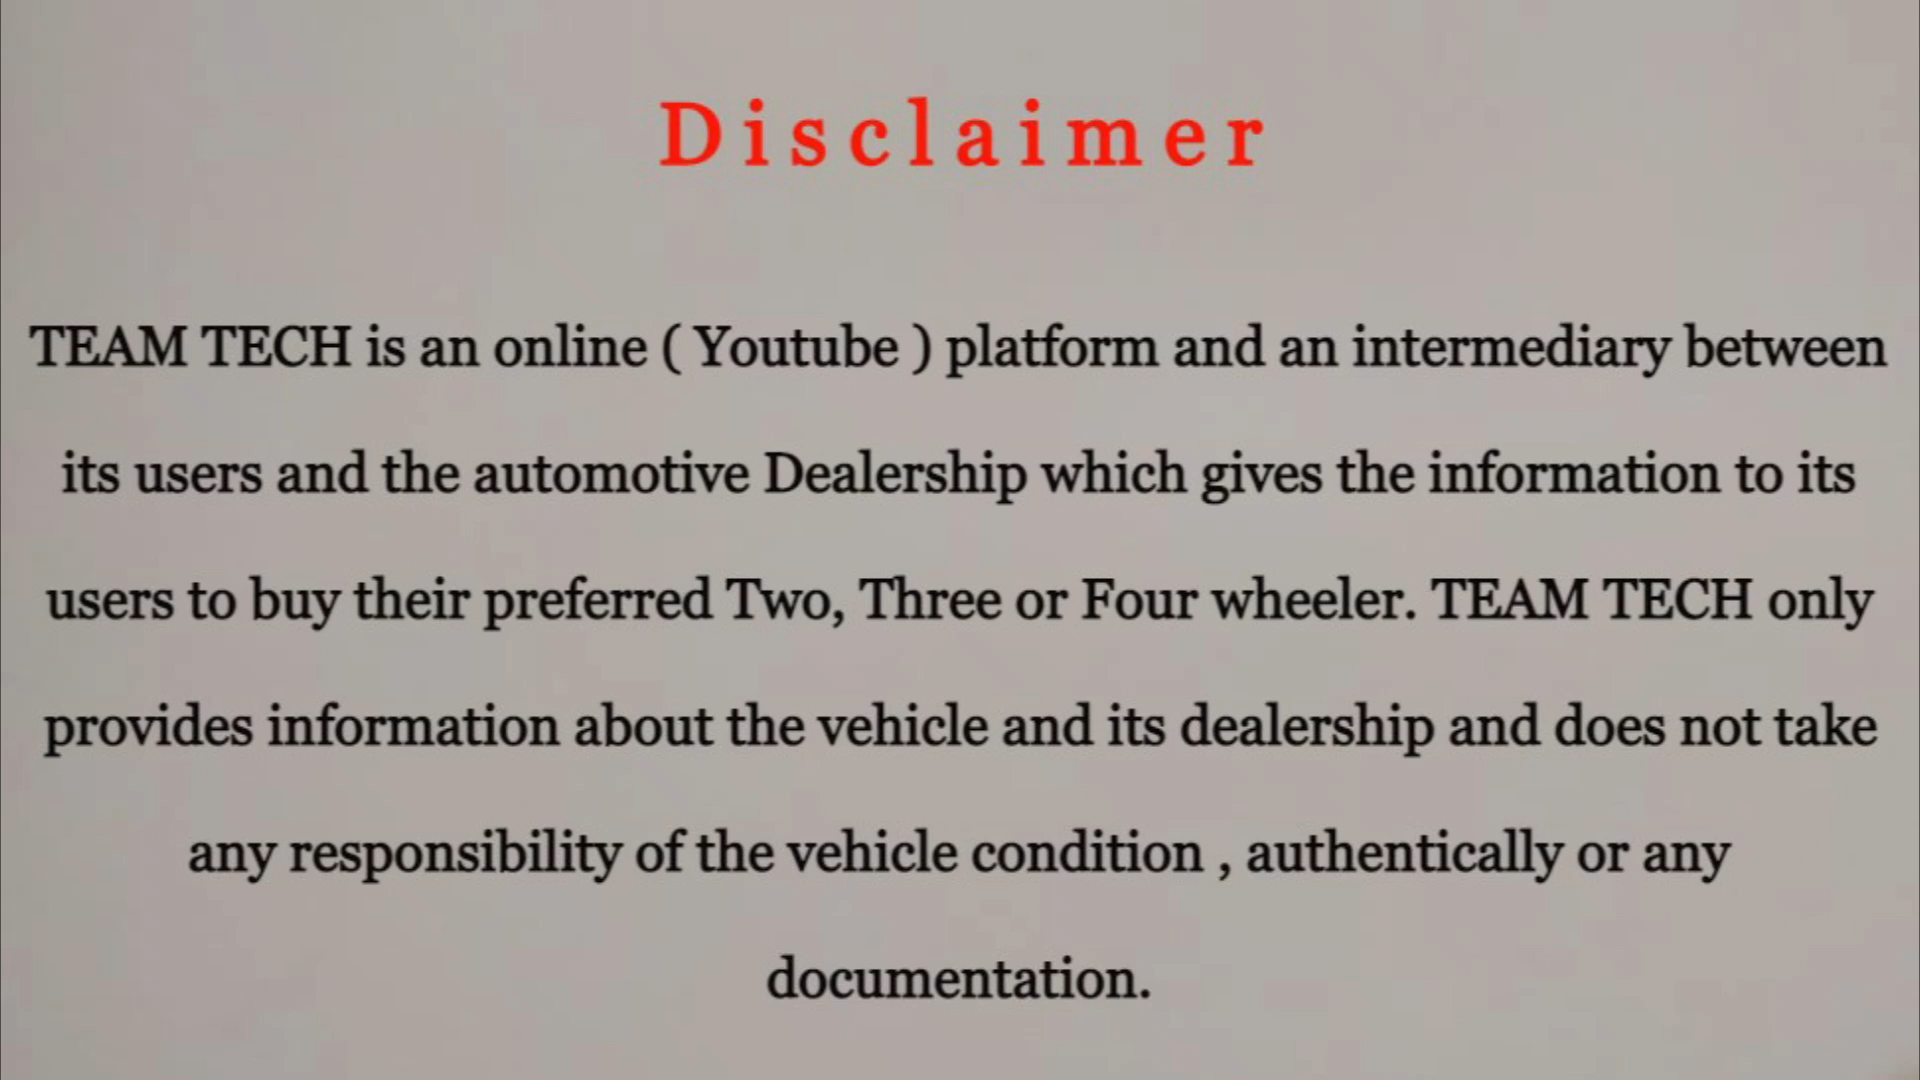 Disclaimer
TEAM TECH is an online ( Youtube ) platform and an intermediary between
its users and the automotive Dealership which gives the information to its
users to buy their preferred Two, Three or Four wheeler. TEAM TECH only
provides information about the vehicle and its dealership and does not take
any responsibility of the vehicle condition , authentically or any
documentation.